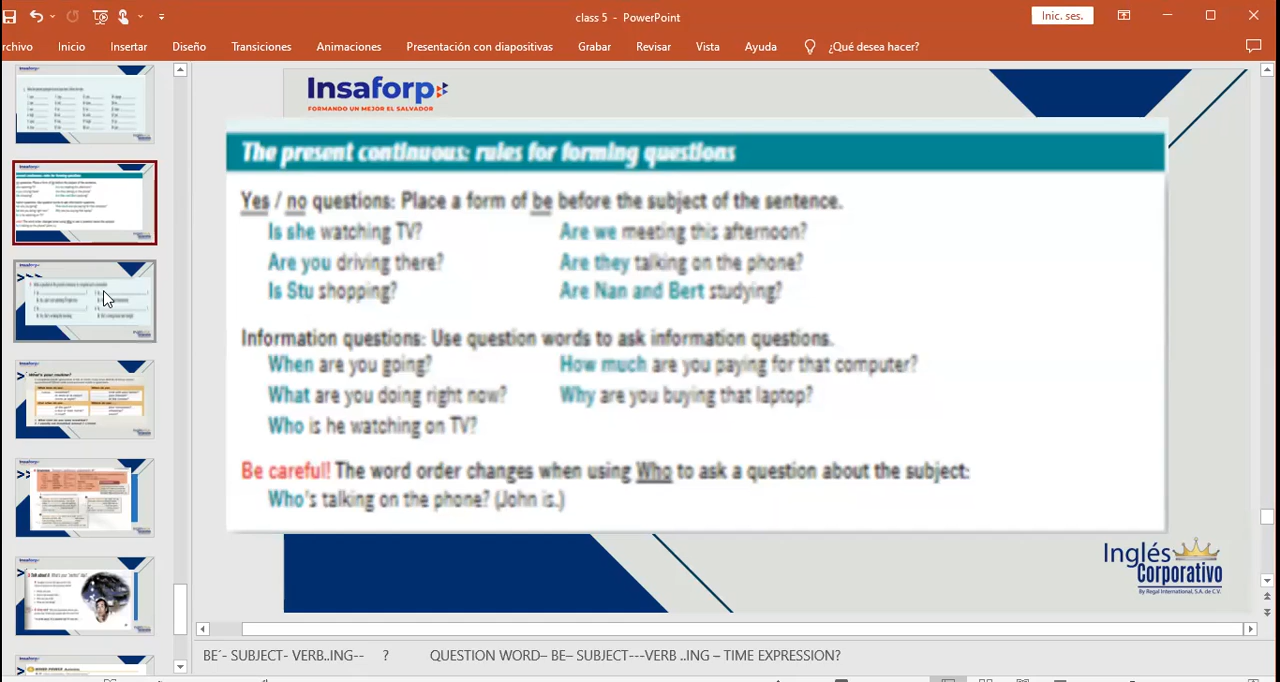 class 5 - PowerPoint
Inic. ses.
rchivo Inicio Insertar Diseño Transiciones Animaciones Presentación con diapositivas Grabar Revisar Vista Ayuda ¿Qué desea hacer?
Insaforp
FORMANDO UN MEJOR EL SALVADOR
The present continuous: rules for forming questions
Yes / no questions: Place a form of be before the subject of the sentence.
Is she watching TV? Are we meeting this afternoon?
Are you driving there? Are they talking on the phone?
Is Stu shopping? Are Nan and Bert studying?
Information questions: Use question words to ask information questions.
When are you going? How much are you paying for that computer?
What are you doing right now? Why are you buying that laptop?
Who is he watching on TV?
Be careful! The word order changes when using Who to ask a question about the subject:
Who's talking on the phone? (John is.)
Inglés
Corporativo
By Regal International, S.A. de C.V.
BE´- SUBJECT- VERB..ING-- ? QUESTION WORD– BE– SUBJECT---VERB ..ING – TIME EXPRESSION?